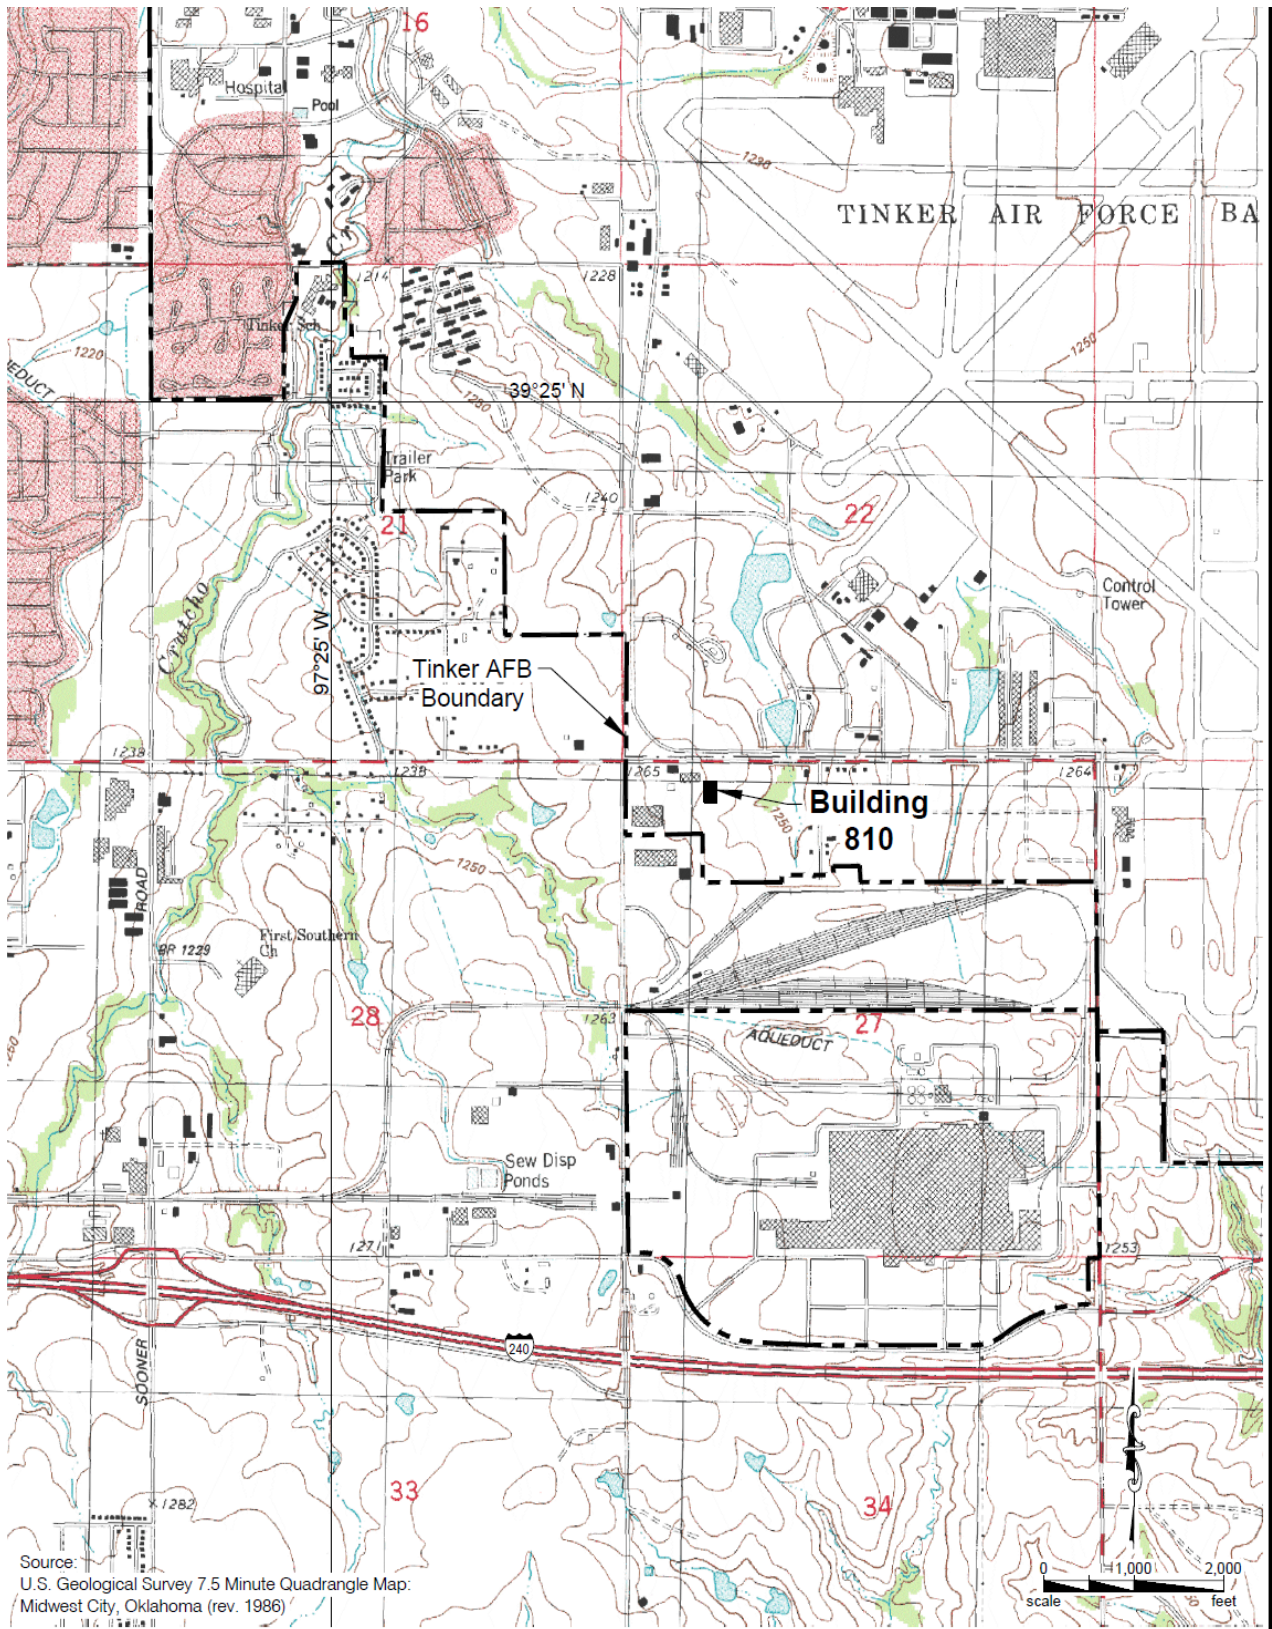 16
Hospital
Pool
1230
TINKER AIR FORCE BA
Cr
1214
1228
Tinker Sch
1220
1250
EDUCT
39°25' N
1230
Trailer
Park
1240
21
22
Control
Tower
Crutcho
97°25' W
Tinker AFB
Boundary
1238
1238
1265
1264
Building
810
1250
1250
ROAD
BR 1229
First Southern
Ch
28
1263
27
AQUEDUCT
1260
Sew Disp
Ponds
1271
1253
240
SOONER
33
34
1282
Source:
U.S. Geological Survey 7.5 Minute Quadrangle Map:
Midwest City, Oklahoma (rev. 1986)
0 1,000 2,000
scale feet